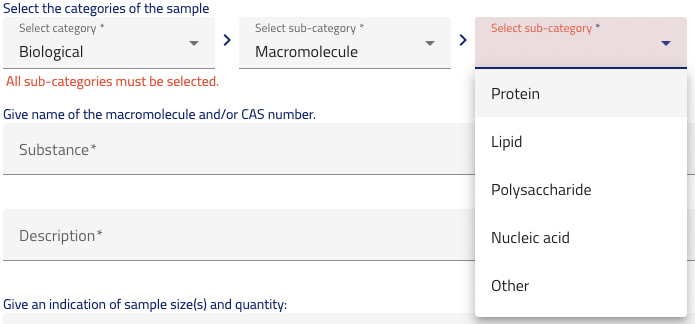 Select the categories of the sample
Select category *
Biological
Select sub-category *
Macromolecule
Select sub-category *
All sub-categories must be selected.
Protein
Lipid
Polysaccharide
Nucleic acid
Other
Give name of the macromolecule and/or CAS number.
Substance*
Description*
Give an indication of sample size(s) and quantity: